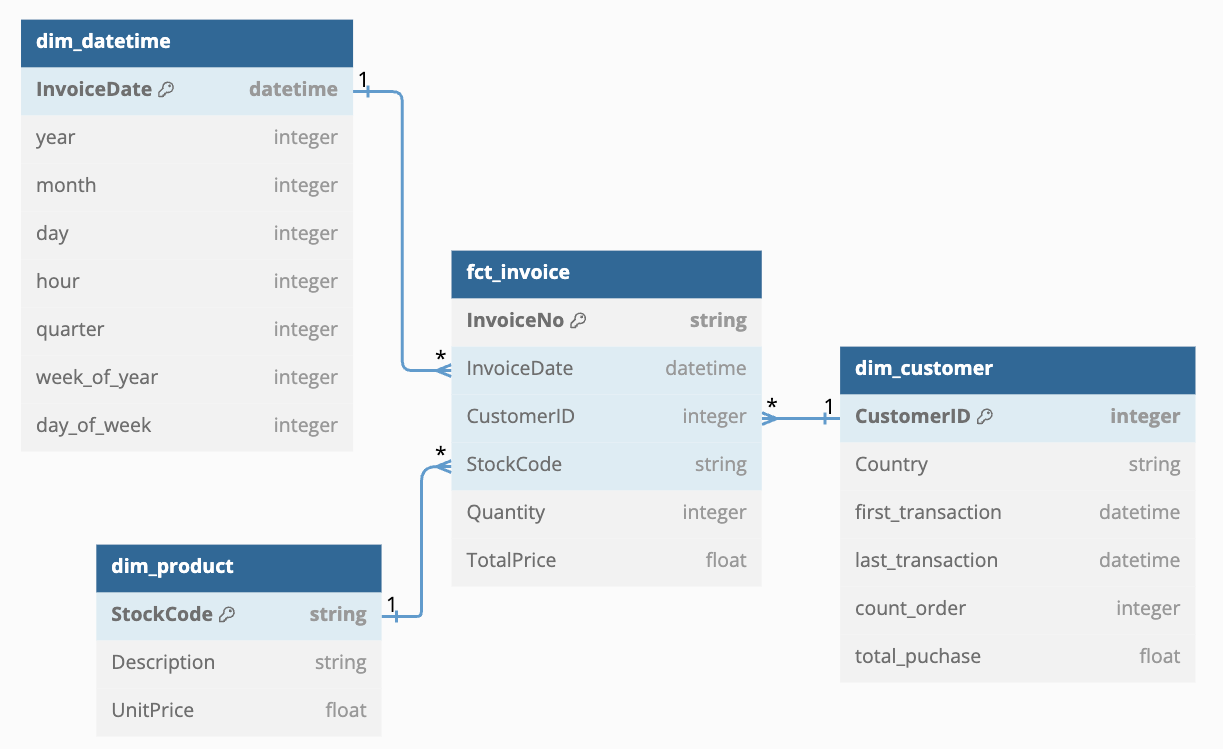 dim_datetime
InvoiceDate datetime
year integer
month integer
day integer
hour integer
quarter integer
week_of_year integer
day_of_week integer
1
*
fct_invoice
InvoiceNo string
InvoiceDate datetime
CustomerID integer
StockCode string
Quantity integer
TotalPrice float
*
1
dim_customer
CustomerID integer
Country string
first_transaction datetime
last_transaction datetime
count_order integer
total_puchase float
*
1
dim_product
StockCode string
Description string
UnitPrice float